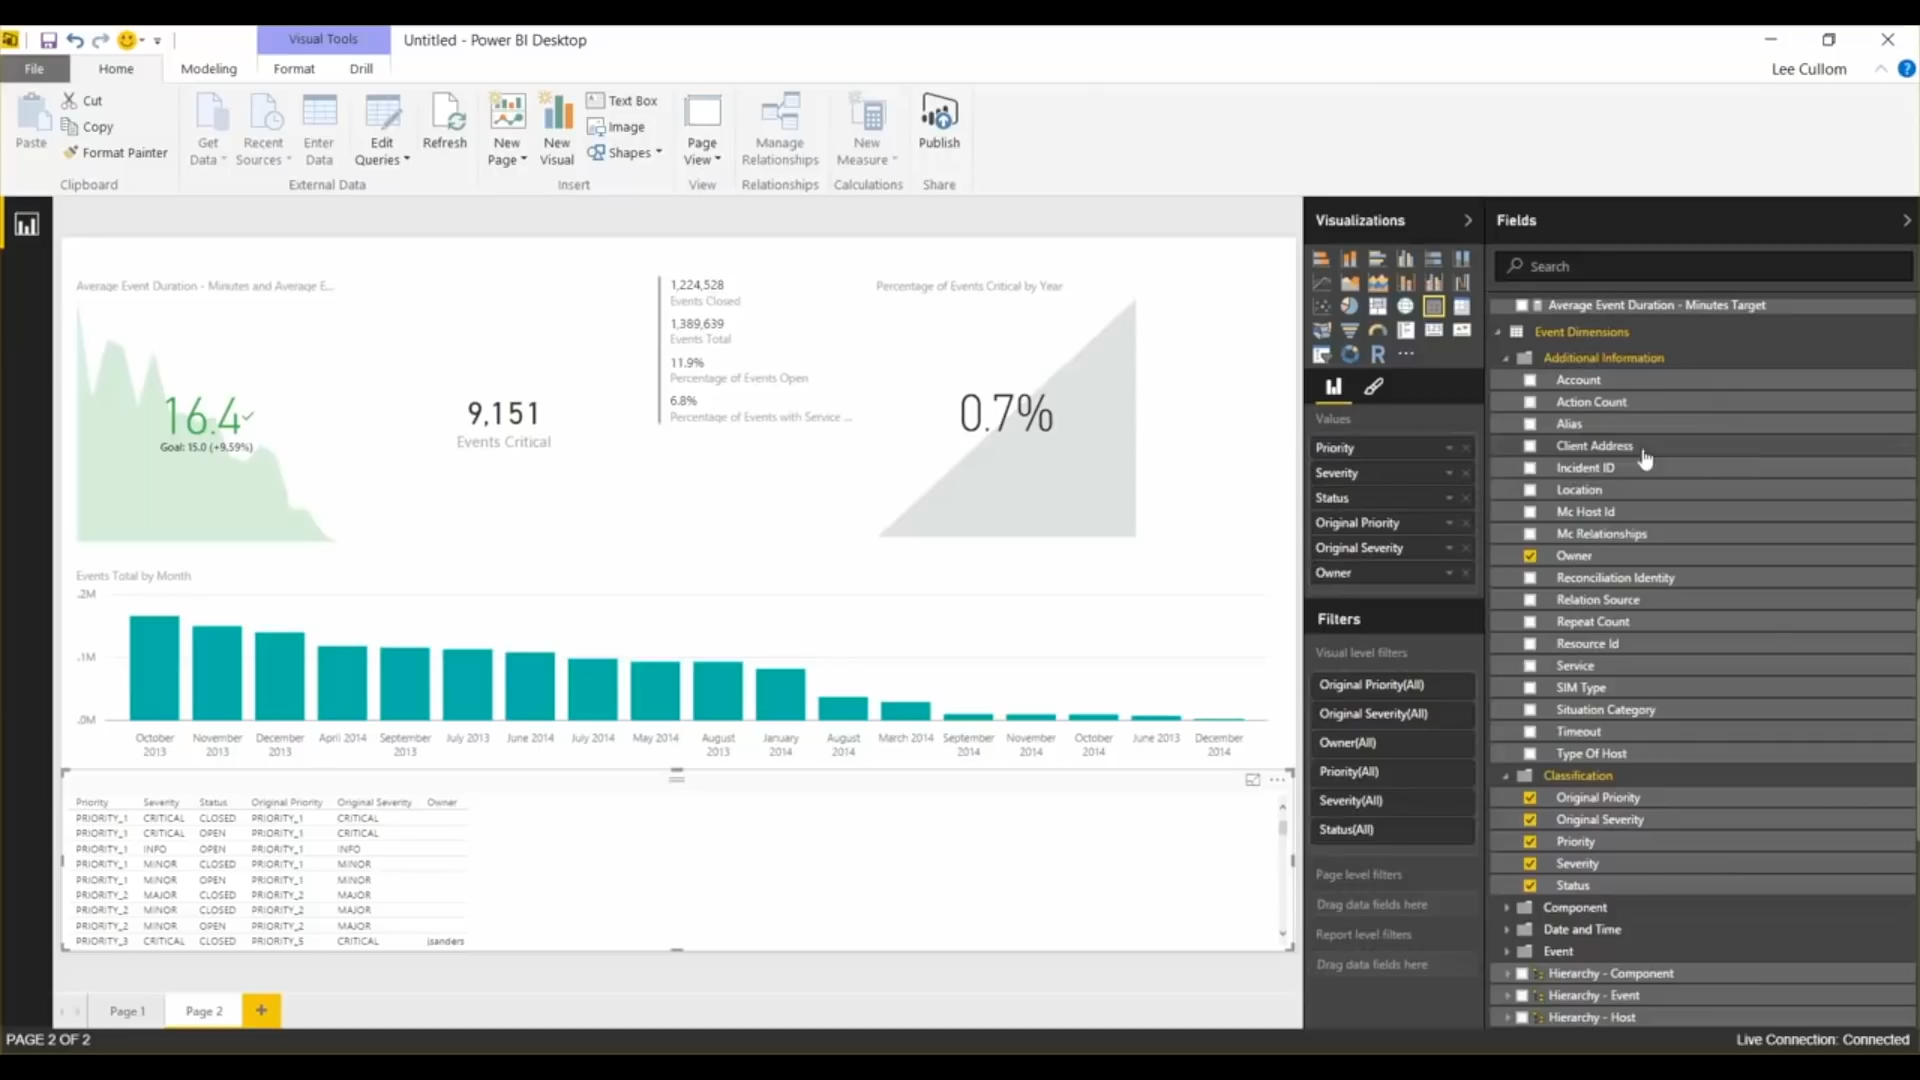 Visual Tools
Untitled - Power BI Desktop
File
Home
Modeling
Format
Drill
Lee Cullom
?
Paste
Cut
Copy
Format Painter
Clipboard
Get Data
Recent Sources
Enter Data
Edit Queries
Refresh
External Data
New Page
New Visual
Text Box
Image
Shapes
Insert
Page View
View
Manage Relationships
Relationships
New Measure
Calculations
Publish
Share
Average Event Duration - Minutes and Average E...
16.4
Goal: 15.0 (+9.59%)
9,151
Events Critical
1,224,528
Events Closed
1,389,639
Events Total
11.9%
Percentage of Events Open
6.8%
Percentage of Events with Service ...
Percentage of Events Critical by Year
0.7%
Events Total by Month
.2M
.1M
.0M
October 2013
November 2013
December 2013
April 2014
September 2013
July 2013
June 2014
July 2014
May 2014
August 2013
January 2014
August 2014
March 2014
September 2014
November 2014
October 2014
June 2013
December 2014
Priority Severity Status Original Priority Original Severity Owner
PRIORITY_1 CRITICAL CLOSED PRIORITY_1 CRITICAL
PRIORITY_1 CRITICAL OPEN PRIORITY_1 CRITICAL
PRIORITY_1 INFO OPEN PRIORITY_1 INFO
PRIORITY_1 MINOR CLOSED PRIORITY_1 MINOR
PRIORITY_1 MINOR OPEN PRIORITY_1 MINOR
PRIORITY_2 MAJOR CLOSED PRIORITY_2 MAJOR
PRIORITY_2 MINOR CLOSED PRIORITY_2 MAJOR
PRIORITY_2 MINOR OPEN PRIORITY_2 MAJOR
PRIORITY_3 CRITICAL CLOSED PRIORITY_5 CRITICAL jsanders
Page 1
Page 2
+
PAGE 2 OF 2
Visualizations
R
Values
Priority
Severity
Status
Original Priority
Original Severity
Owner
Filters
Visual level filters
Original Priority(All)
Original Severity(All)
Owner(All)
Priority(All)
Severity(All)
Status(All)
Page level filters
Drag data fields here
Report level filters
Drag data fields here
Fields
Search
Average Event Duration - Minutes Target
Event Dimensions
Additional Information
Account
Action Count
Alias
Client Address
Incident ID
Location
Mc Host Id
Mc Relationships
Owner
Reconciliation Identity
Relation Source
Repeat Count
Resource Id
Service
SIM Type
Situation Category
Timeout
Type Of Host
Classification
Original Priority
Original Severity
Priority
Severity
Status
Component
Date and Time
Event
Hierarchy - Component
Hierarchy - Event
Hierarchy - Host
Live Connection: Connected